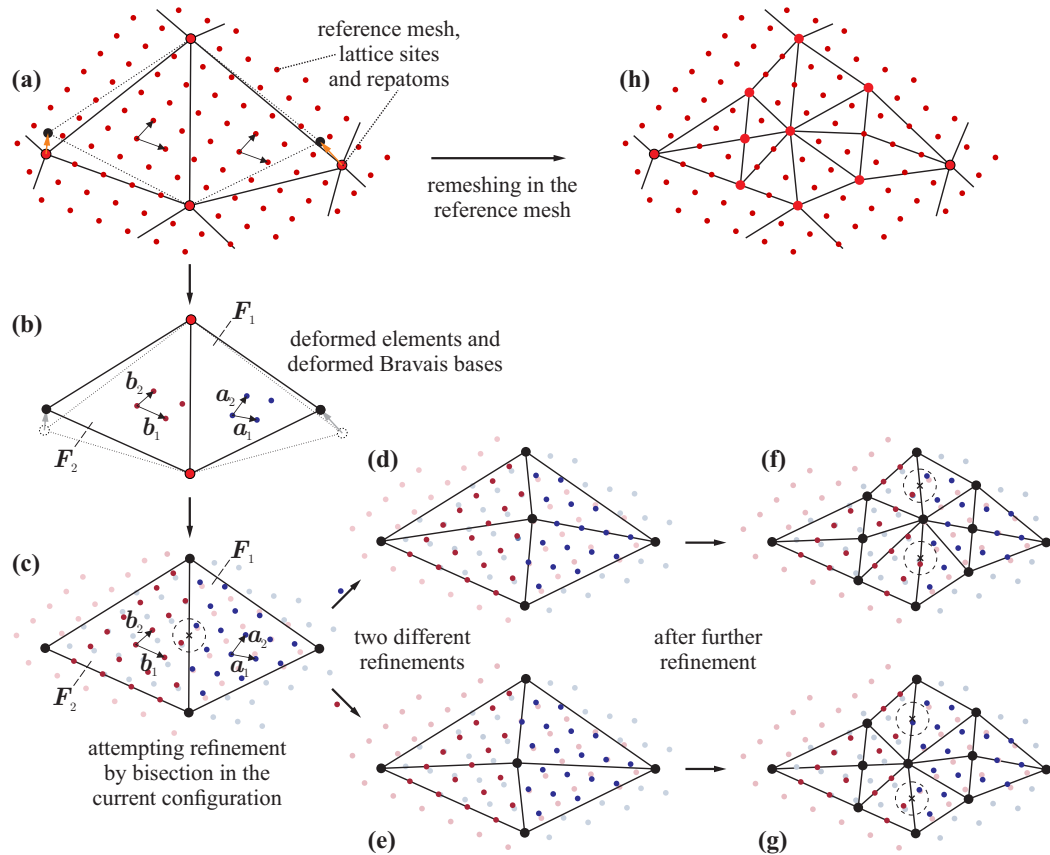 (a)
reference mesh,
lattice sites
and repatoms
(h)
remeshing in the
reference mesh
(b)
F1
deformed elements and
deformed Bravais bases
b2
b1
a2
a1
F2
(c)
F1
b2
b1
a2
a1
F2
attempting refinement
by bisection in the
current configuration
(d)
two different
refinements
(e)
(f)
after further
refinement
(g)